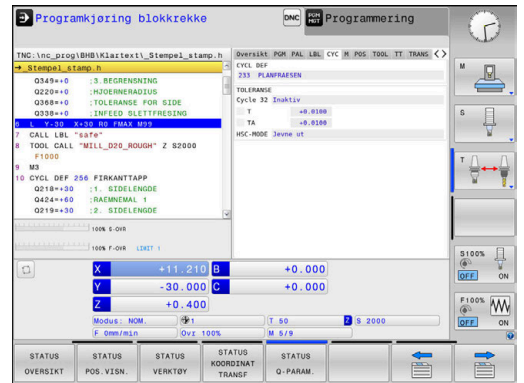 Programkjøring blokkrekke
DNC
Programmering
TNC:\nc_prog\BHB\Klartext\_Stempel_stamp.h
→_Stempel_stamp.h
Q349=+0 ;3.BEGRENSNING
Q220=+0 ;HJOERNERADIUS
Q368=+0 ;TOLERANSE FOR SIDE
Q338=+0 ;INFEED SLETTFRESING
6 L Y-30 X+30 R0 FMAX M99
7 CALL LBL "safe"
8 TOOL CALL "MILL_D20_ROUGH" Z S2000
F1000
9 M3
10 CYCL DEF 256 FIRKANTTAPP
Q218=+30 ;1. SIDELENGDE
Q424=+60 ;RAEMNEMAL 1
Q219=+30 ;2. SIDELENGDE
Oversikt PGM PAL LBL CYC M POS TOOL TT TRANS
CYCL DEF
233 PLANFRAESEN
TOLERANSE
Cycle 32 Inaktiv
T +0.0100
TA +0.0100
HSC-MODE Jevne ut
100% S-OVR
100% F-OVR LIMIT 1
X +11.210 B +0.000
Y -30.000 C +0.000
Z +0.400
Modus: NOM. 1 T 60 Z S 2000
F 0mm/min Ovr 100% M 5/9
M
S
T
S100%
OFF ON
F100%
OFF ON
STATUS OVERSIKT
STATUS POS.VISN.
STATUS VERKTØY
STATUS KOORDINAT TRANSF
STATUS Q-PARAM.